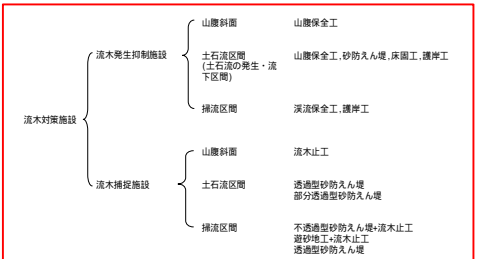 流木対策施設
流木発生抑制施設
山腹斜面 山腹保全工
土石流区間 山腹保全工,砂防えん堤,床固工,護岸工
(土石流の発生・流
下区間)
掃流区間 渓流保全工,護岸工
流木捕捉施設
山腹斜面 流木止工
土石流区間 透過型砂防えん堤
部分透過型砂防えん堤
掃流区間 不透過型砂防えん堤+流木止工
遊砂地工+流木止工
透過型砂防えん堤